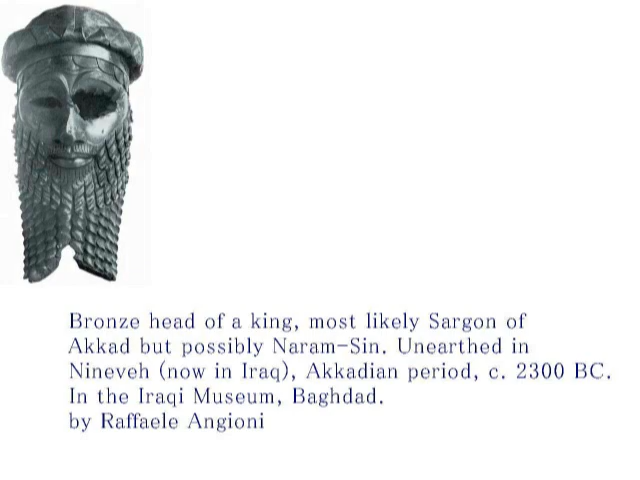 Bronze head of a king, most likely Sargon of
Akkad but possibly Naram-Sin. Unearthed in
Nineveh (now in Iraq), Akkadian period, c. 2300 BC.
In the Iraqi Museum, Baghdad.
by Raffaele Angioni